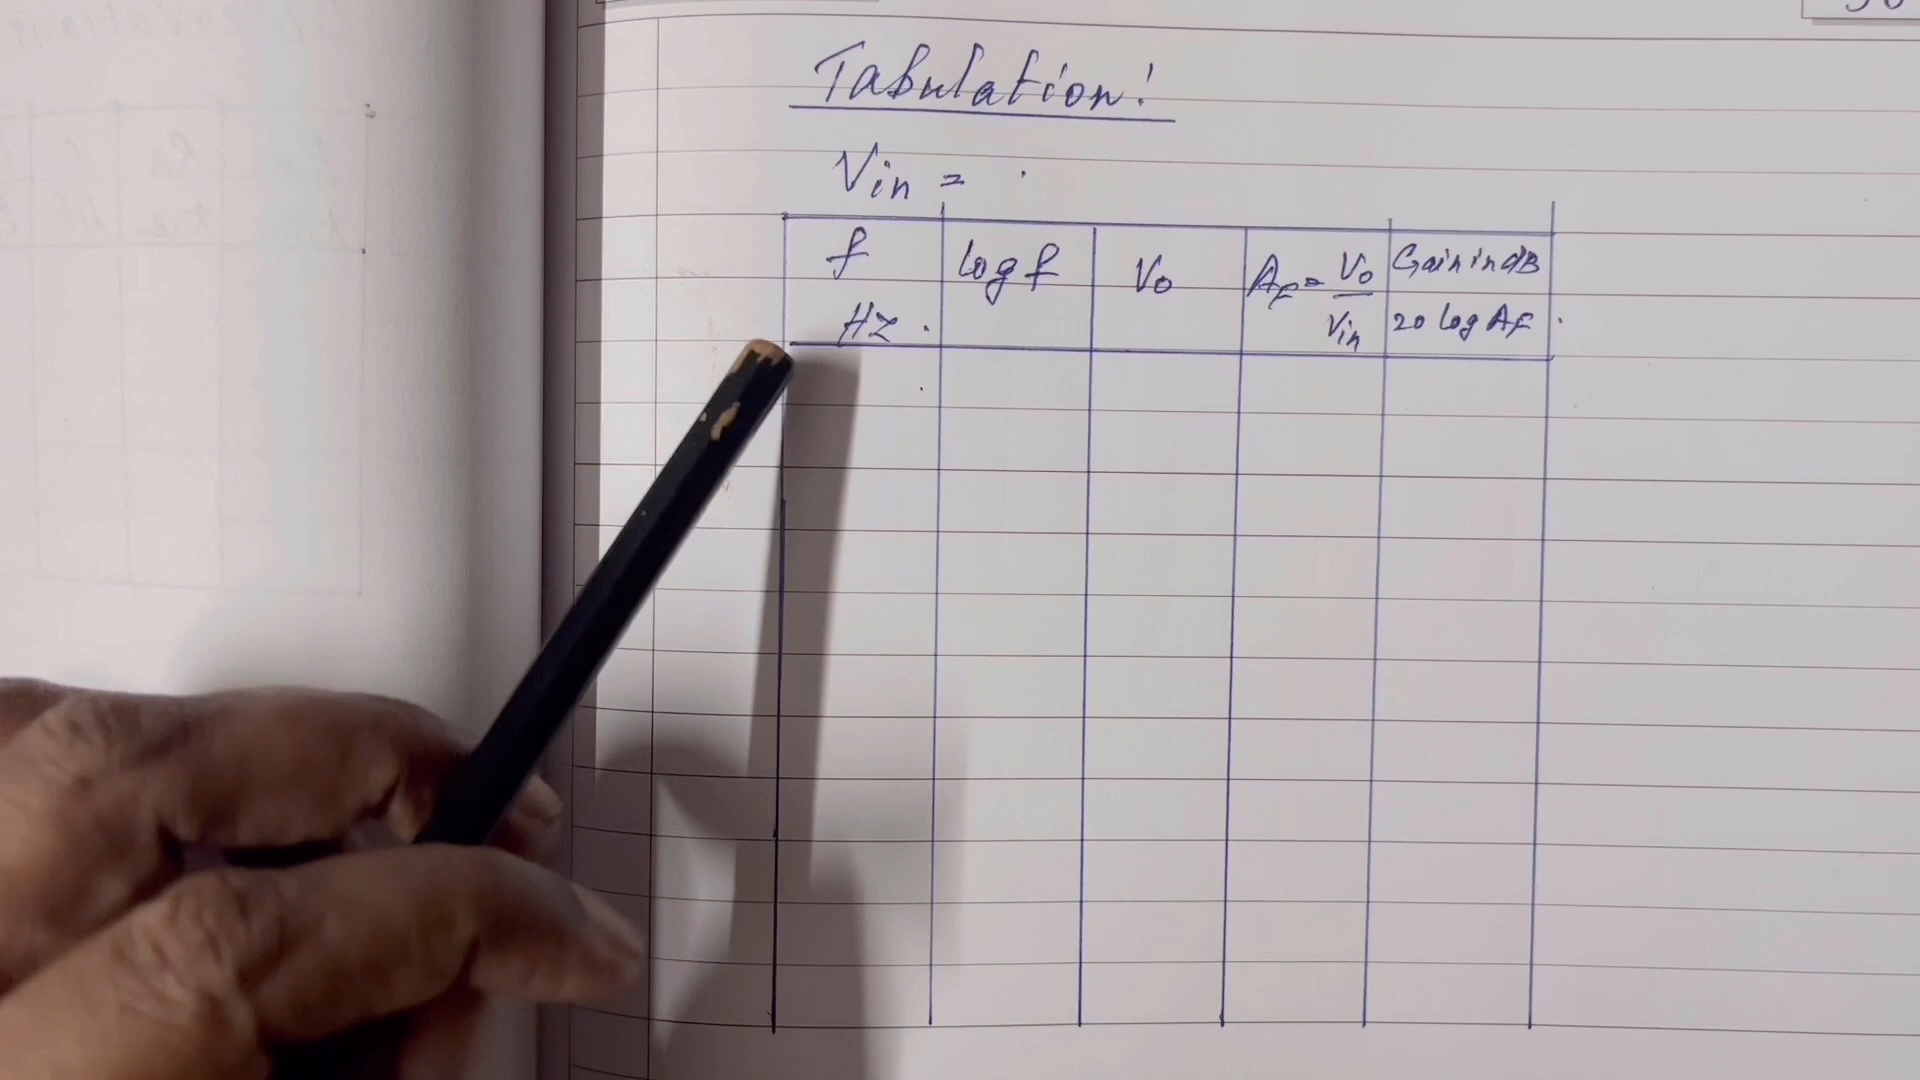 Tabulation:
Vin =
f
Hz.
log f
Vo
AF = Vo
Vin
Gain in dB
20 log AF